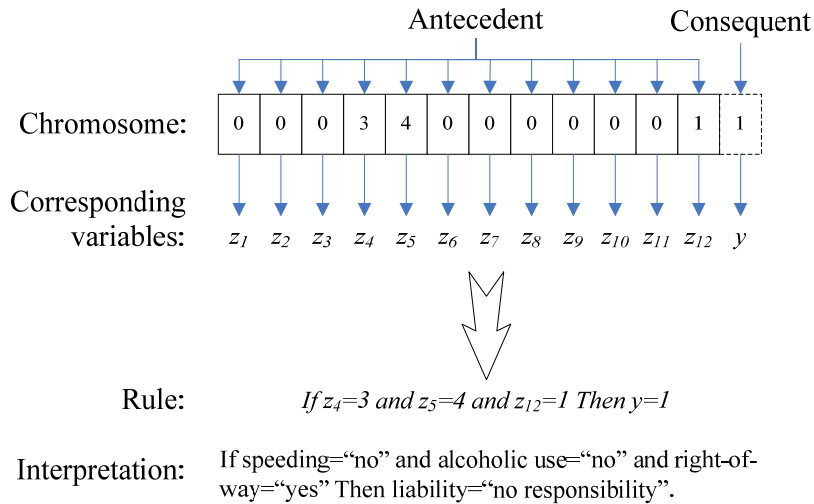 Antecedent Consequent
Chromosome: 0 0 0 3 4 0 0 0 0 0 0 1 1
Corresponding
variables: z1 z2 z3 z4 z5 z6 z7 z8 z9 z10 z11 z12 y
Rule: If z4=3 and z5=4 and z12=1 Then y=1
Interpretation: If speeding=“no” and alcoholic use=“no” and right-of-
way=“yes” Then liability=“no responsibility”.